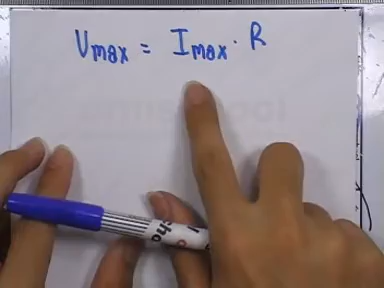 Vmax = Imax · R